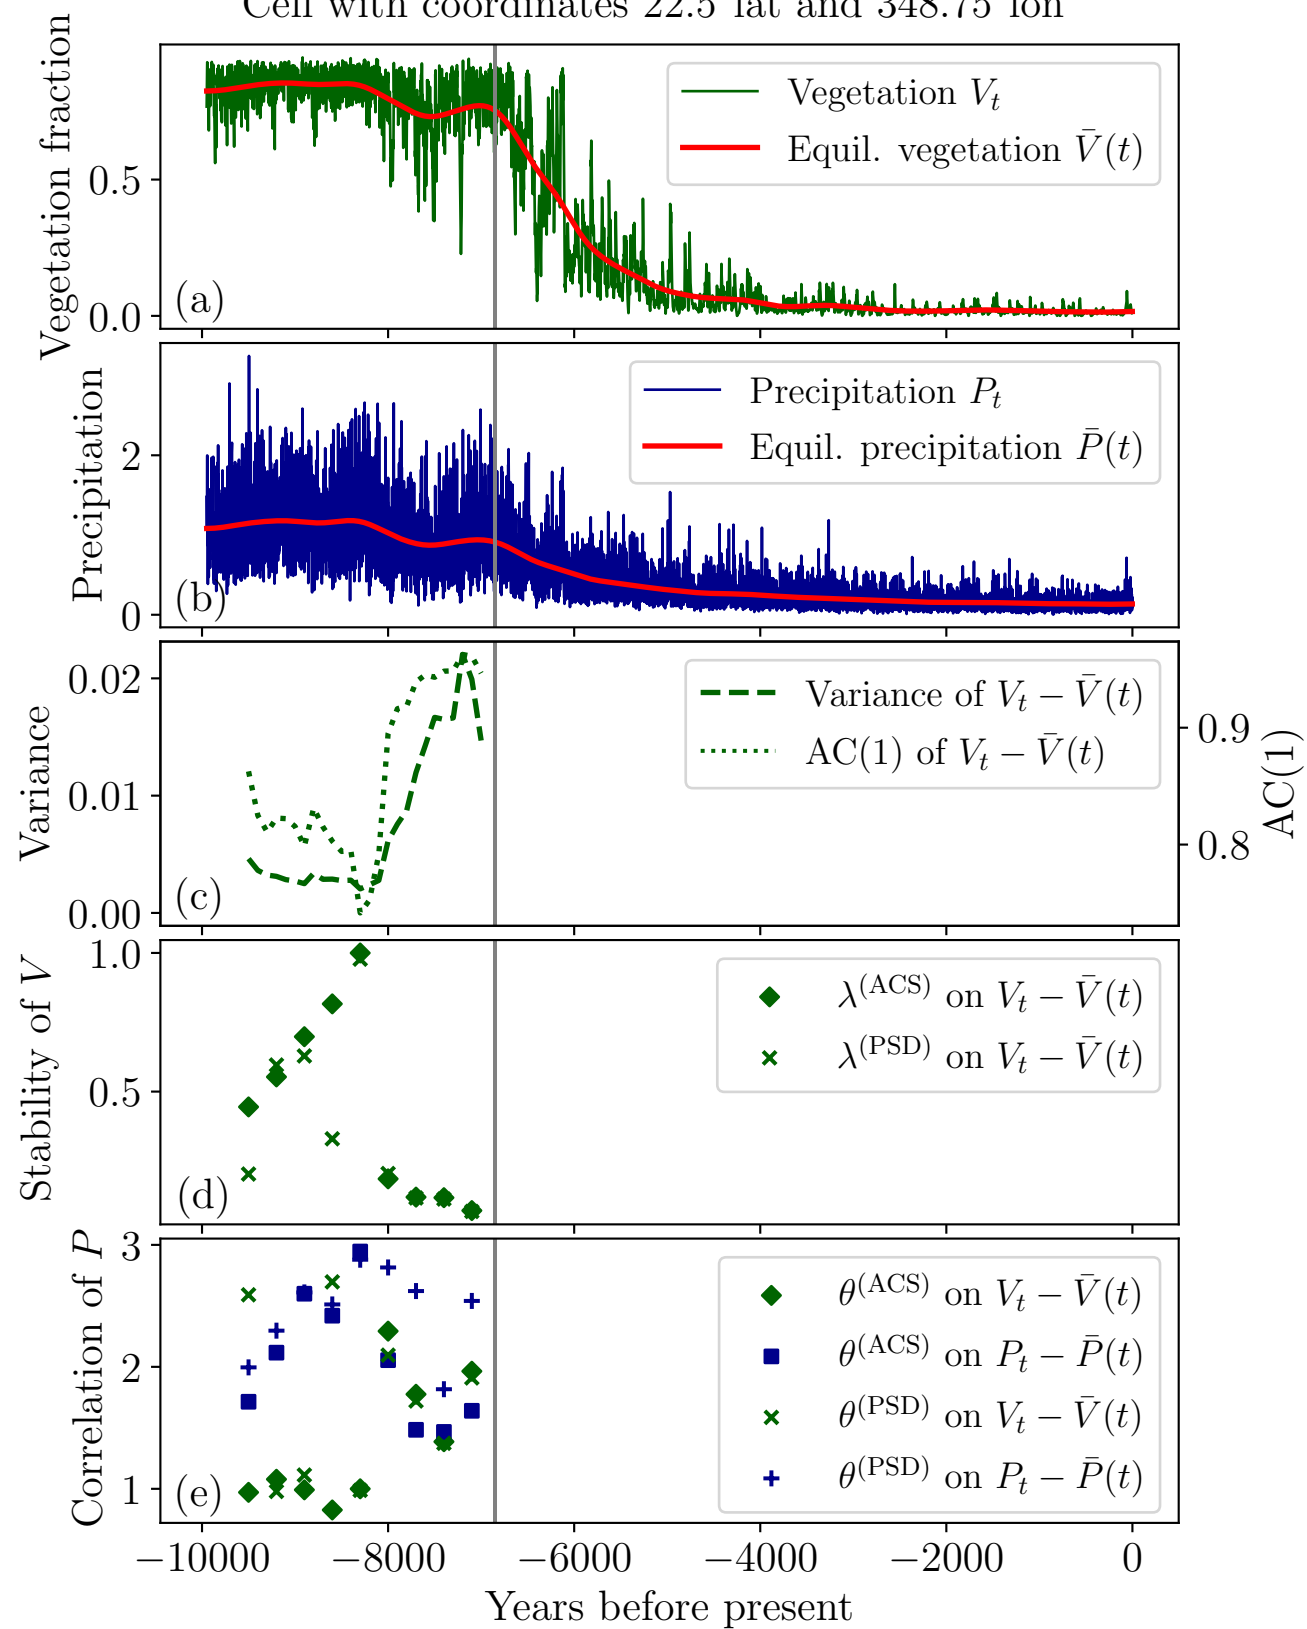 Cell with coordinates 22.5 lat and 348.75 lon
Vegetation fraction
0.5
0.0
(a)
Vegetation V_t
Equil. vegetation V̄(t)
Precipitation
2
0
(b)
Precipitation P_t
Equil. precipitation P̄(t)
Variance
0.02
0.01
0.00
(c)
Variance of V_t − V̄(t)
AC(1) of V_t − V̄(t)
0.9
0.8
AC(1)
Stability of V
1.0
0.5
(d)
λ^(ACS) on V_t − V̄(t)
λ^(PSD) on V_t − V̄(t)
Correlation of P
3
2
1
(e)
θ^(ACS) on V_t − V̄(t)
θ^(ACS) on P_t − P̄(t)
θ^(PSD) on V_t − V̄(t)
θ^(PSD) on P_t − P̄(t)
−10000 −8000 −6000 −4000 −2000 0
Years before present